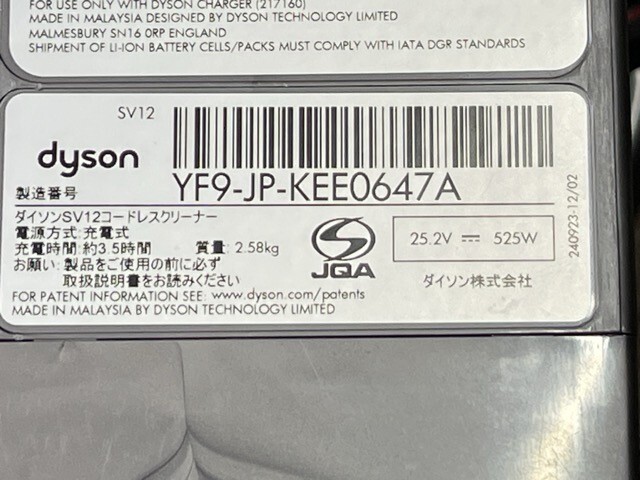 FOR USE ONLY WITH DYSON CHARGER (217160)
MADE IN MALAYSIA DESIGNED BY DYSON TECHNOLOGY LIMITED
MALMESBURY SN16 0RP ENGLAND
SHIPMENT OF LI-ION BATTERY CELLS/PACKS MUST COMPLY WITH IATA DGR STANDARDS
SV12
dyson
製造番号
YF9-JP-KEE0647A
ダイソンSV12コードレスクリーナー
電源方式:充電式
充電時間:約3.5時間 質量:2.58kg
お願い:製品をご使用の前に必ず
取扱説明書をお読みください
JQA
25.2V ⎓ 525W
ダイソン株式会社
FOR PATENT INFORMATION SEE: www.dyson.com/patents
MADE IN MALAYSIA BY DYSON TECHNOLOGY LIMITED
240923-12/02